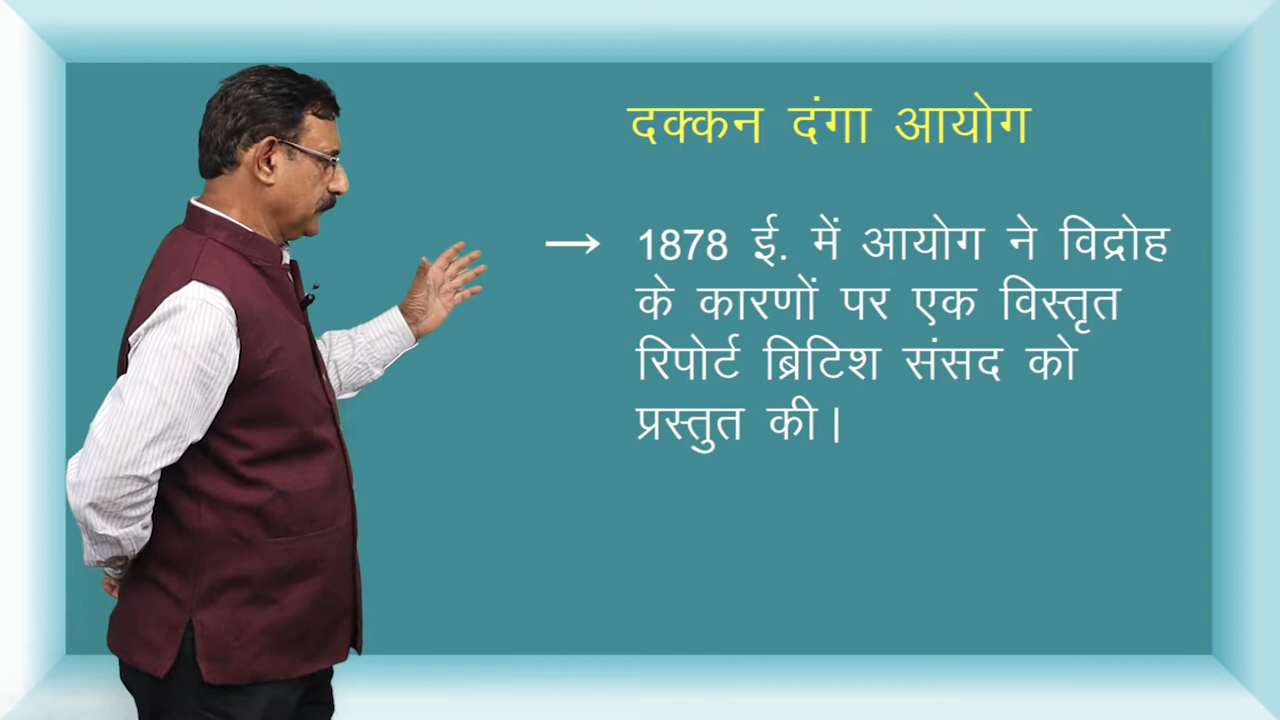 दक्कन दंगा आयोग
→ 1878 ई. में आयोग ने विद्रोह
के कारणों पर एक विस्तृत
रिपोर्ट ब्रिटिश संसद को
प्रस्तुत की।